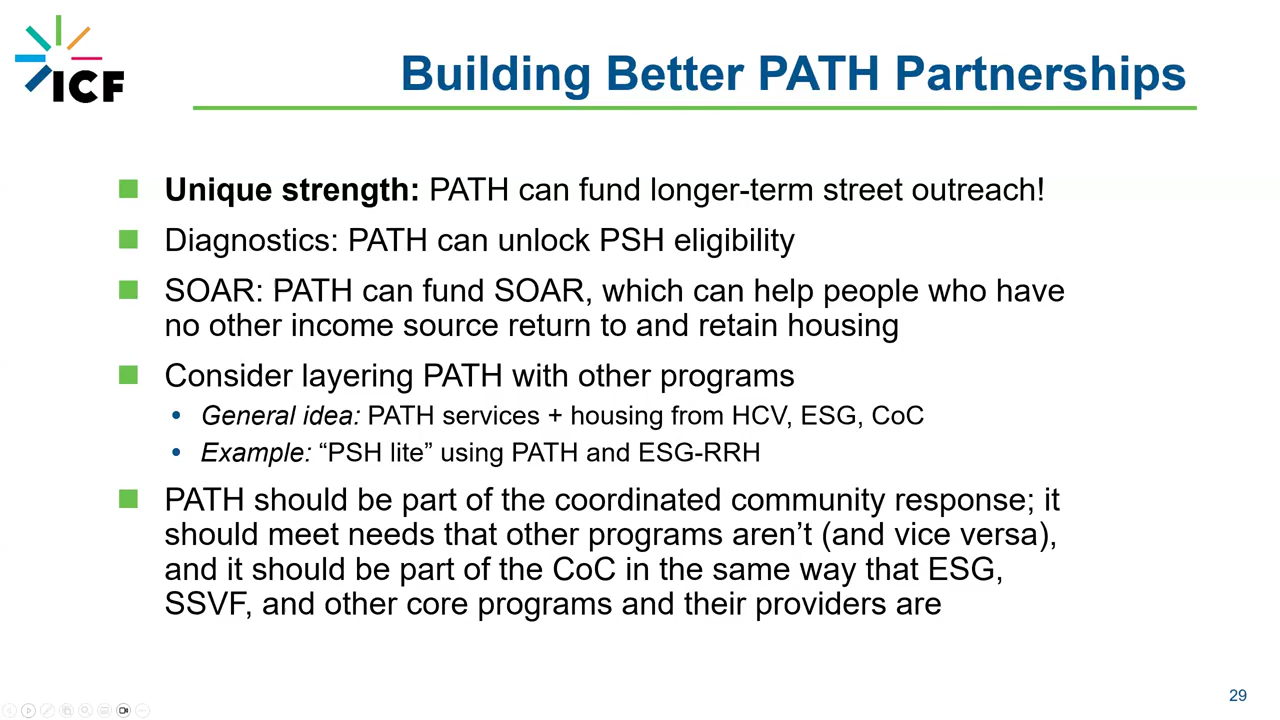 ICF
Building Better PATH Partnerships
Unique strength: PATH can fund longer-term street outreach!
Diagnostics: PATH can unlock PSH eligibility
SOAR: PATH can fund SOAR, which can help people who have
no other income source return to and retain housing
Consider layering PATH with other programs
General idea: PATH services + housing from HCV, ESG, CoC
Example: “PSH lite” using PATH and ESG-RRH
PATH should be part of the coordinated community response; it
should meet needs that other programs aren’t (and vice versa),
and it should be part of the CoC in the same way that ESG,
SSVF, and other core programs and their providers are
29